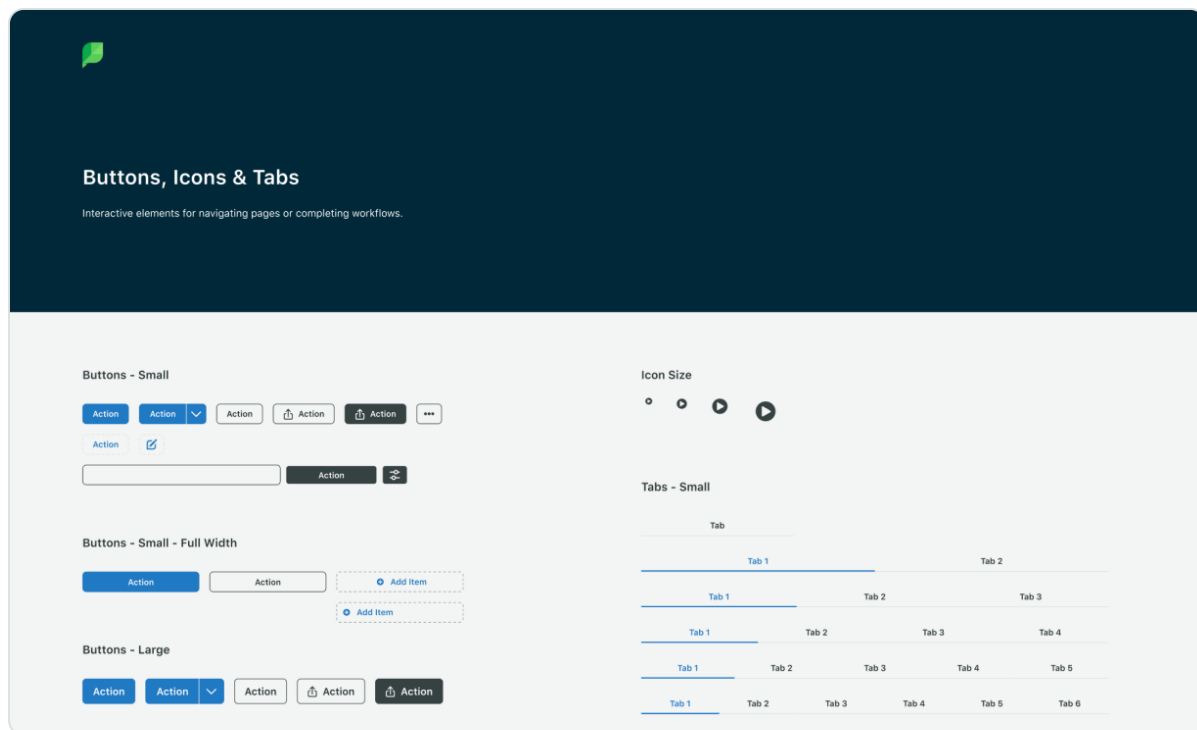 Buttons, Icons & Tabs
Interactive elements for navigating pages or completing workflows.
Buttons - Small
Action Action Action Action Action
Action
Action
Buttons - Small - Full Width
Action Action Add Item
Add Item
Buttons - Large
Action Action Action Action Action
Icon Size
Tabs - Small
Tab
Tab 1 Tab 2
Tab 1 Tab 2 Tab 3
Tab 1 Tab 2 Tab 3 Tab 4
Tab 1 Tab 2 Tab 3 Tab 4 Tab 5
Tab 1 Tab 2 Tab 3 Tab 4 Tab 5 Tab 6